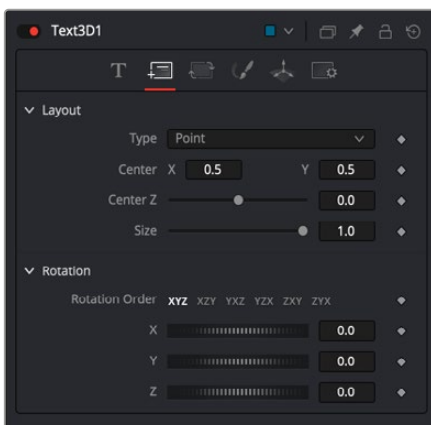 Text3D1
T
Layout
Type Point
Center X 0.5 Y 0.5
Center Z 0.0
Size 1.0
Rotation
Rotation Order XYZ XZY YXZ YZX ZXY ZYX
X 0.0
Y 0.0
Z 0.0